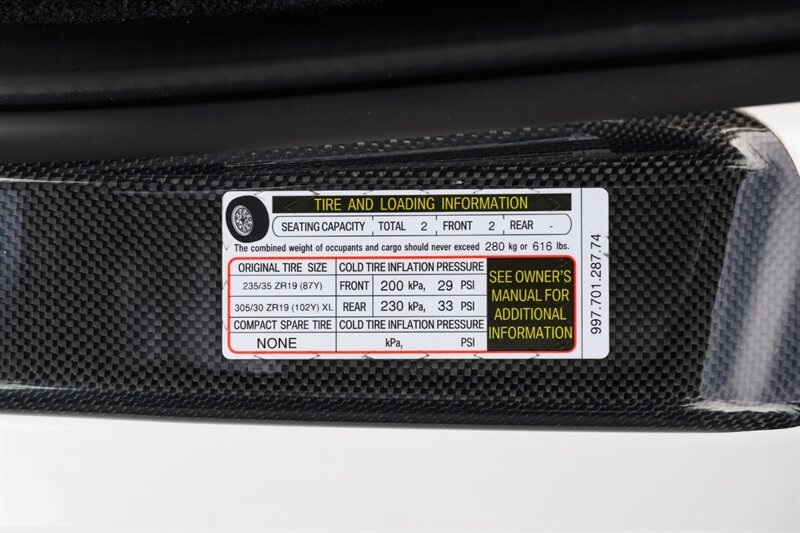 TIRE AND LOADING INFORMATION
SEATING CAPACITY TOTAL 2 FRONT 2 REAR -
The combined weight of occupants and cargo should never exceed 280 kg or 616 lbs.
ORIGINAL TIRE SIZE COLD TIRE INFLATION PRESSURE
235/35 ZR19 (87Y) FRONT 200 kPa, 29 PSI
305/30 ZR19 (102Y) XL REAR 230 kPa, 33 PSI
COMPACT SPARE TIRE COLD TIRE INFLATION PRESSURE
NONE kPa, PSI
SEE OWNER'S
MANUAL FOR
ADDITIONAL
INFORMATION
997.701.287.74